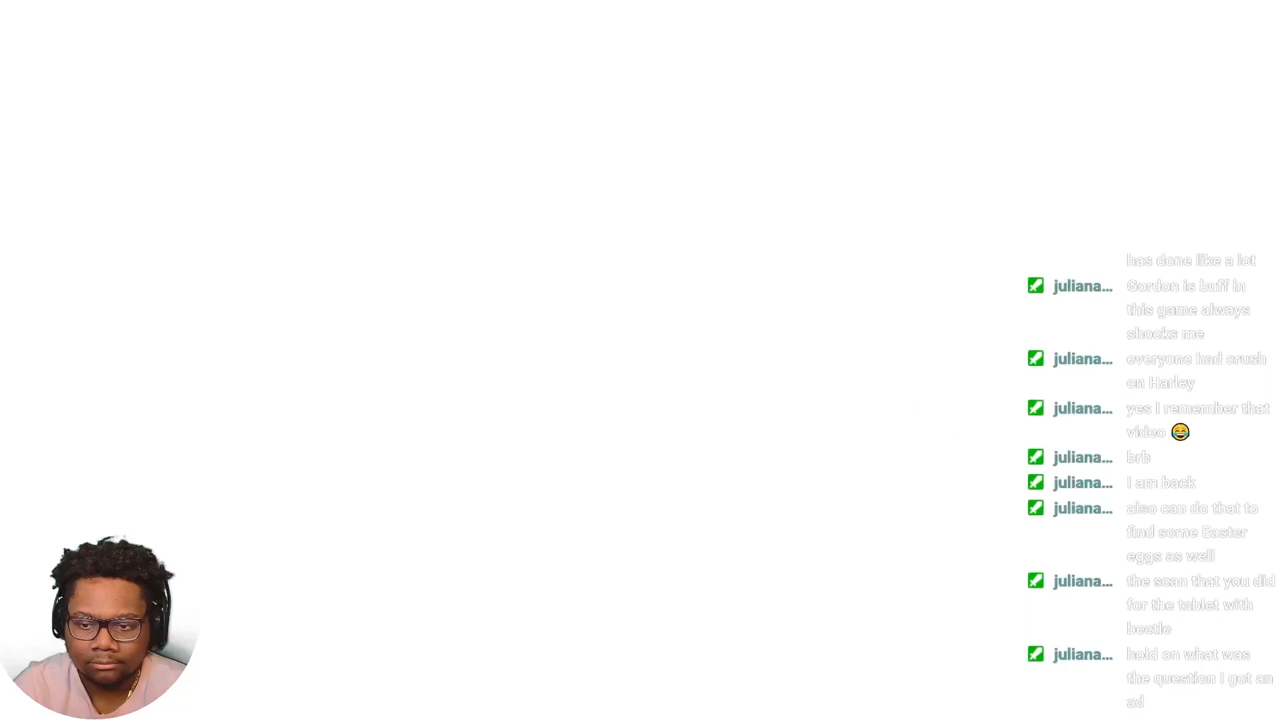 has done like a lot
juliana... Gordon is buff in
this game always
shooks me
juliana... everyone had crush
on Harley
juliana... yes I remember that
video 😂
juliana... brb
juliana... I am back
juliana... also can do that to
find some Easter
eggs as well
juliana... the scan that you did
for the tablet with
beetle
juliana... hold on what was
the question I got an
ad